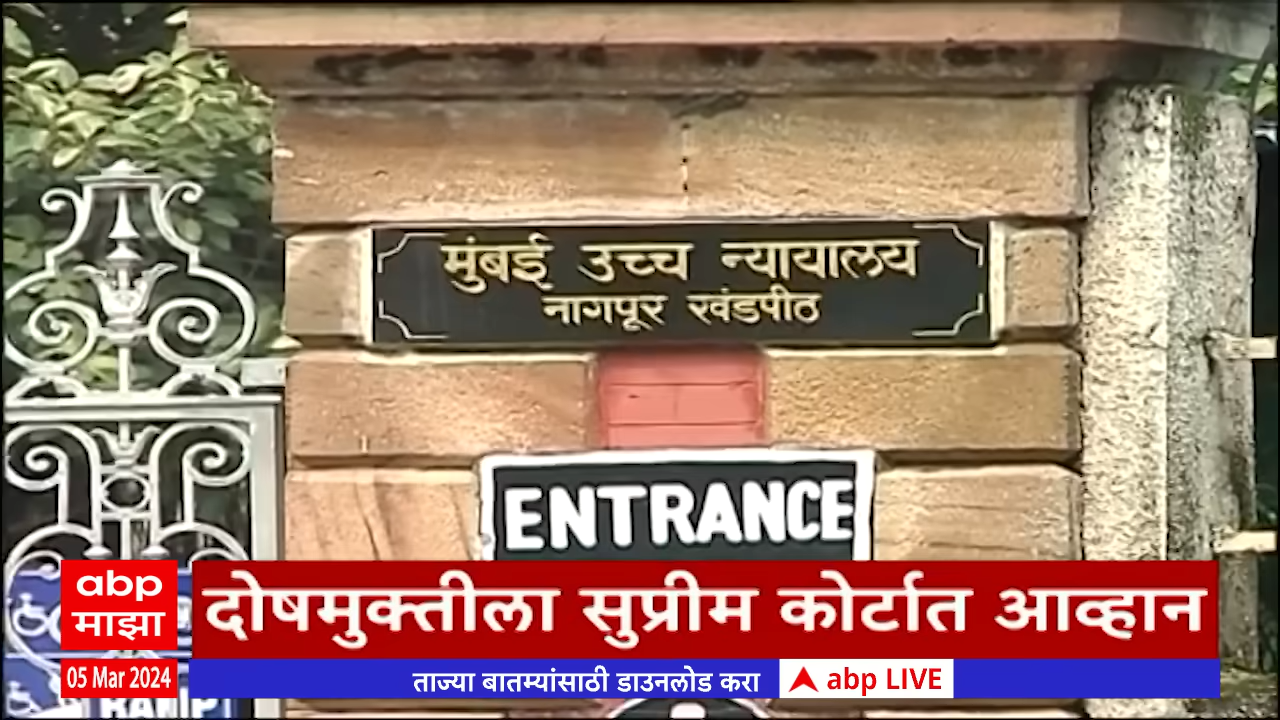 मुंबई उच्च न्यायालय
नागपूर खंडपीठ
ENTRANCE
abp
माझा
दोषमुक्तीला सुप्रीम कोर्टात आव्हान
05 Mar 2024
ताज्या बातम्यांसाठी डाउनलोड करा
abp LIVE
RAMP